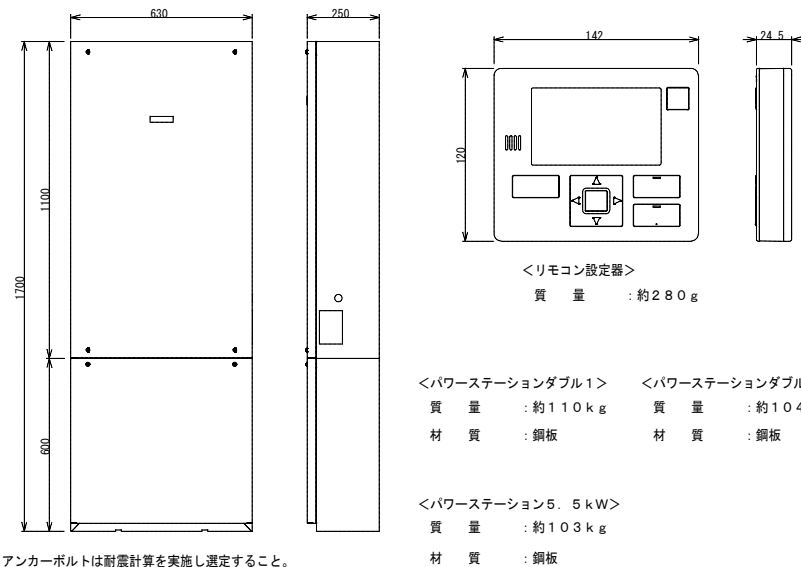 630
250
1700
1100
600
142
24.5
120
＜リモコン設定器＞
質　量　：約２８０ｇ
＜パワーステーションダブル１＞　＜パワーステーションダブル
質　量　：約１１０ｋｇ　質　量　：約１０４
材　質　：鋼板　材　質　：鋼板
＜パワーステーション５．５ｋＷ＞
質　量　：約１０３ｋｇ
材　質　：鋼板
アンカーボルトは耐震計算を実施し選定すること。